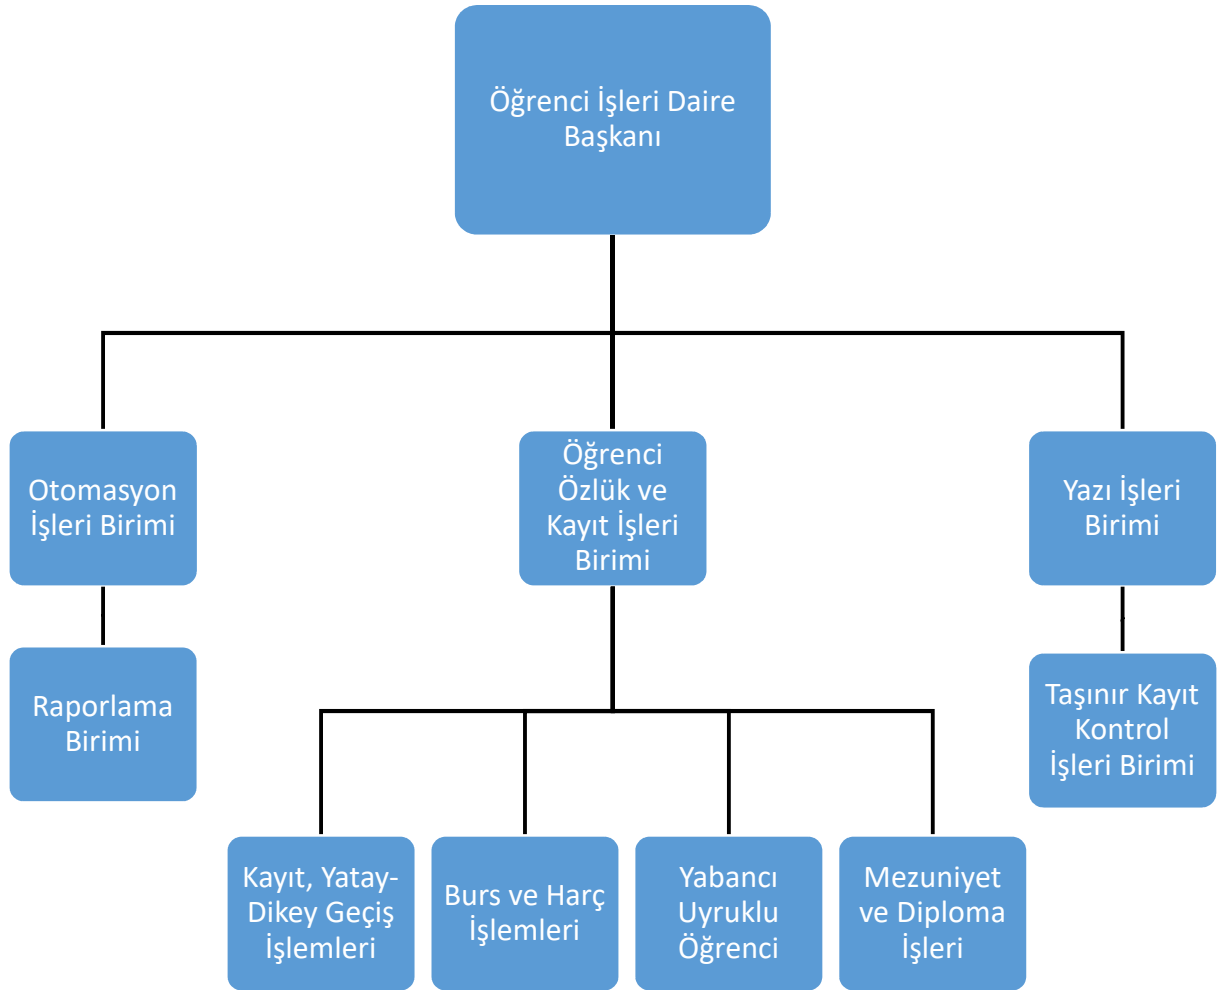 Öğrenci İşleri Daire
Başkanı
Otomasyon
İşleri Birimi
Öğrenci
Özlük ve
Kayıt İşleri
Birimi
Yazı İşleri
Birimi
Raporlama
Birimi
Taşınır Kayıt
Kontrol
İşleri Birimi
Kayıt, Yatay-
Dikey Geçiş
İşlemleri
Burs ve Harç
İşlemleri
Yabancı
Uyruklu
Öğrenci
Mezuniyet
ve Diploma
İşleri